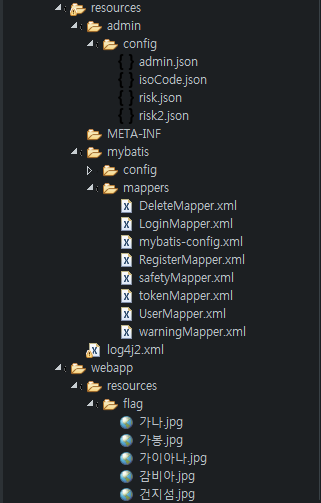 resources
admin
config
admin.json
isoCode.json
risk.json
risk2.json
META-INF
mybatis
config
mappers
DeleteMapper.xml
LoginMapper.xml
mybatis-config.xml
RegisterMapper.xml
safetyMapper.xml
tokenMapper.xml
UserMapper.xml
warningMapper.xml
log4j2.xml
webapp
resources
flag
가나.jpg
가봉.jpg
가이아나.jpg
감비아.jpg
건지섬.jpg